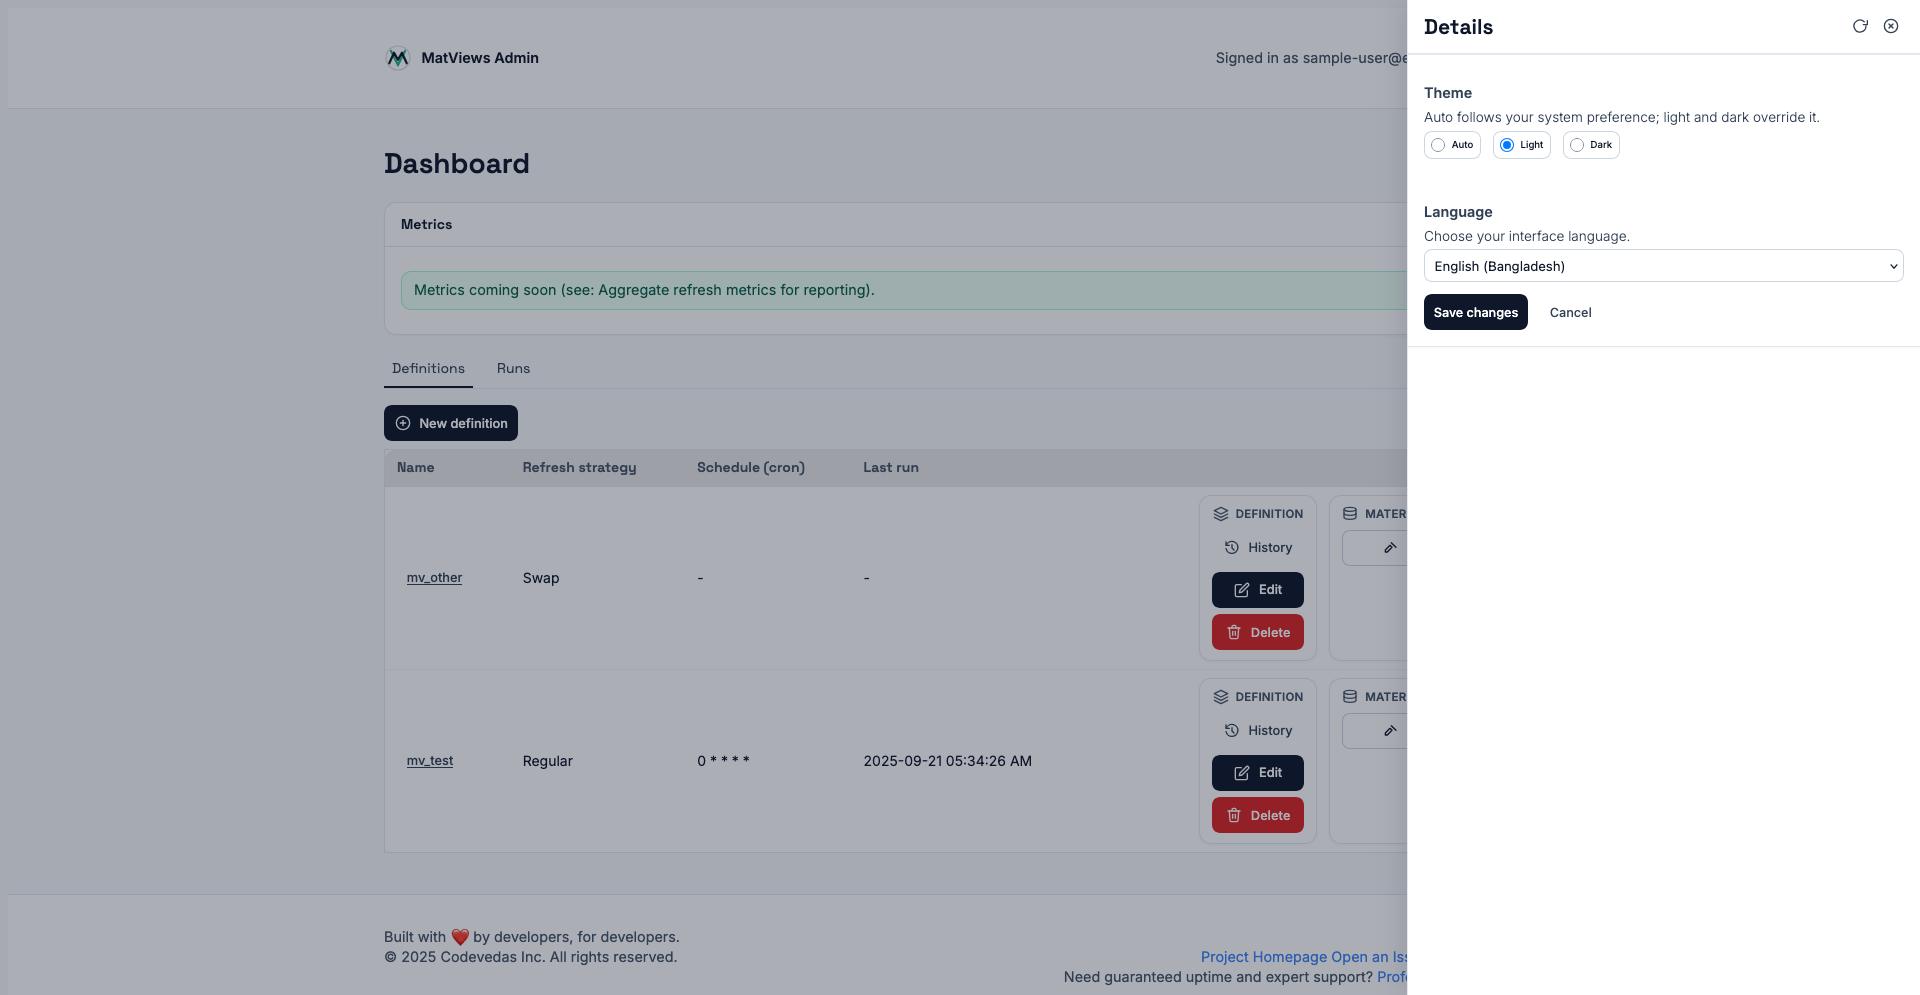 MatViews Admin
Signed in as sample-user@e
Dashboard
Metrics
Metrics coming soon (see: Aggregate refresh metrics for reporting).
Definitions
Runs
New definition
Name
Refresh strategy
Schedule (cron)
Last run
mv_other
Swap
-
-
DEFINITION
History
Edit
Delete
MATER
mv_test
Regular
0 * * * *
2025-09-21 05:34:26 AM
DEFINITION
History
Edit
Delete
MATER
Built with ❤️ by developers, for developers.
© 2025 Codevedas Inc. All rights reserved.
Project Homepage Open an Iss
Need guaranteed uptime and expert support? Profe
Details
Theme
Auto follows your system preference; light and dark override it.
Auto
Light
Dark
Language
Choose your interface language.
English (Bangladesh)
Save changes
Cancel